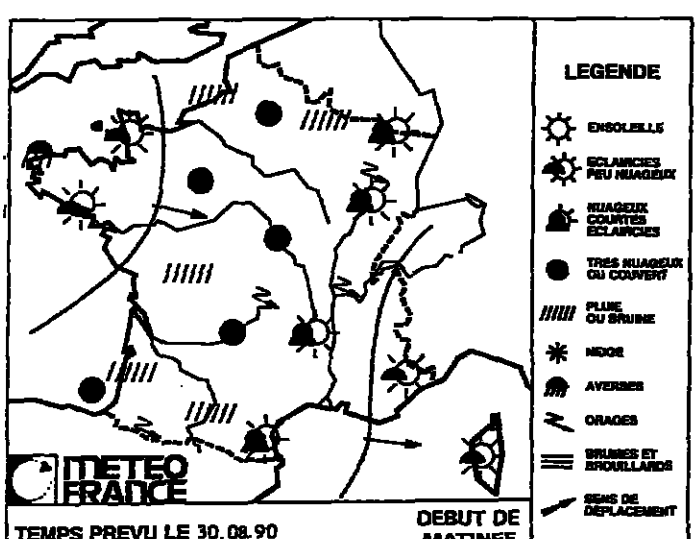 LEGENDE
ENSOLEILLE
ECLAIRCIES
PEU NUAGEUX
NUAGEUX
COURTES
ECLAIRCIES
TRES NUAGEUX
OU COUVERT
PLUIE
OU BRUINE
NEIGE
AVERSES
ORAGES
BRUMES ET
BROUILLARDS
SENS DE
DEPLACEMENT
METEO
FRANCE
TEMPS PREVU LE 30.08.90
DEBUT DE
MATINEE